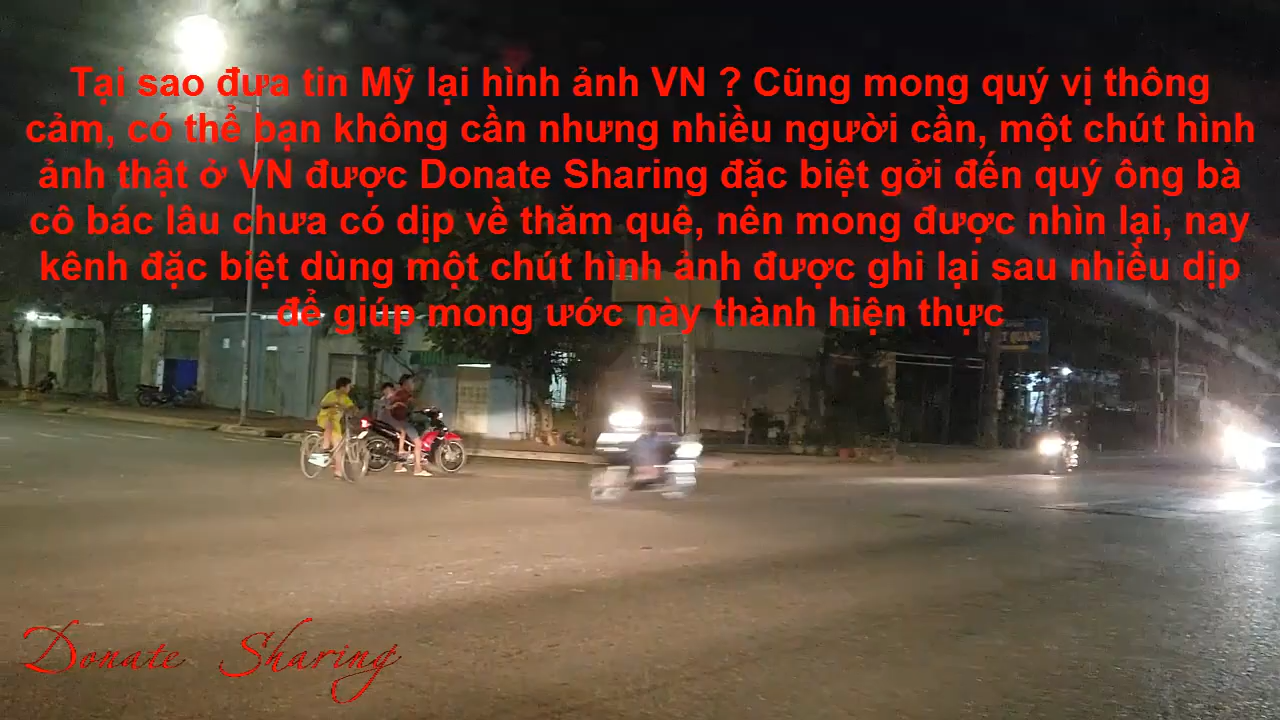 Tại sao đưa tin Mỹ lại hình ảnh VN ? Cũng mong quý vị thông
cảm, có thể bạn không cần nhưng nhiều người cần, một chút hình
ảnh thật ở VN được Donate Sharing đặc biệt gởi đến quý ông bà
cô bác lâu chưa có dịp về thăm quê, nên mong được nhìn lại, nay
kênh đặc biệt dùng một chút hình ảnh được ghi lại sau nhiều dịp
để giúp mong ước này thành hiện thực
Donate Sharing